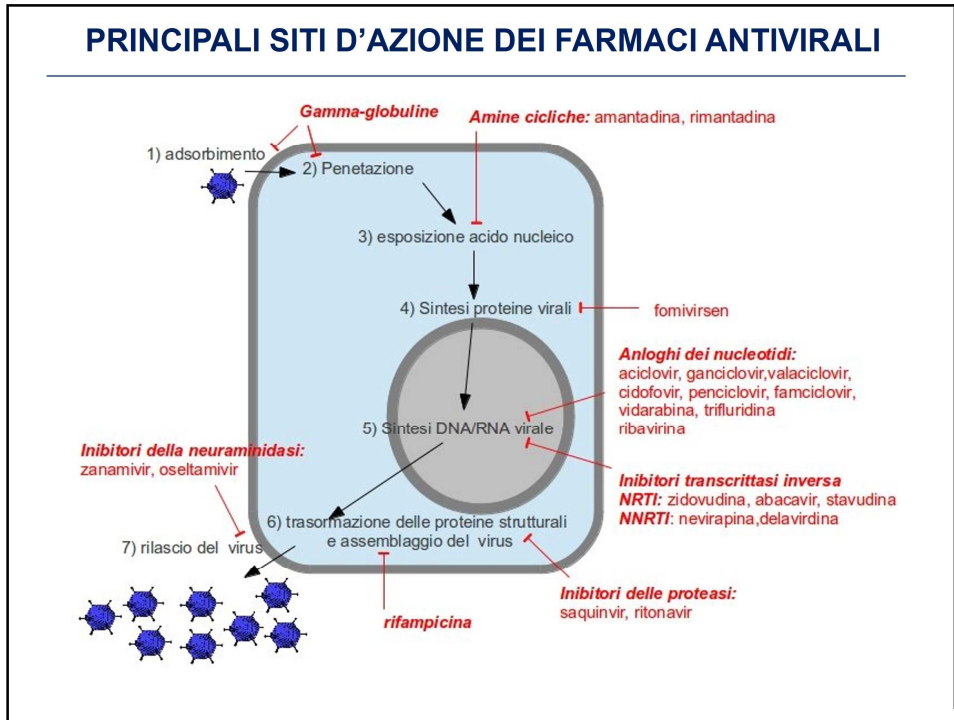 PRINCIPALI SITI D'AZIONE DEI FARMACI ANTIVIRALI
Gamma-globuline
Amine cicliche: amantadina, rimantadina
1) adsorbimento
2) Penetazione
3) esposizione acido nucleico
4) Sintesi proteine virali
fomivirsen
Anloghi dei nucleotidi:
aciclovir, ganciclovir,valaciclovir,
cidofovir, penciclovir, famciclovir,
vidarabina, trifluridina
ribavirina
5) Sintesi DNA/RNA virale
Inibitori della neuraminidasi:
zanamivir, oseltamivir
Inibitori transcrittasi inversa
NRTI: zidovudina, abacavir, stavudina
NNRTI: nevirapina,delavirdina
6) trasormazione delle proteine strutturali
e assemblaggio del virus
7) rilascio del virus
Inibitori delle proteasi:
saquinvir, ritonavir
rifampicina